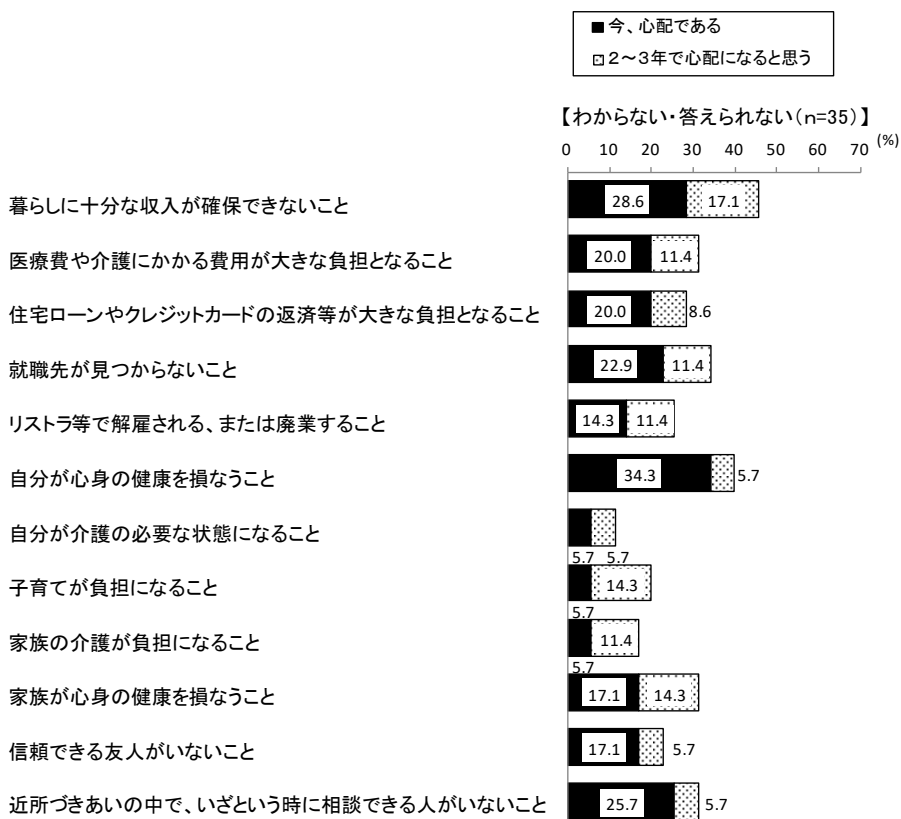 ■今、心配である
2～3年で心配になると思う
【わからない・答えられない(n=35)】
0 10 20 30 40 50 60 70 (%)
暮らしに十分な収入が確保できないこと 28.6 17.1
医療費や介護にかかる費用が大きな負担となること 20.0 11.4
住宅ローンやクレジットカードの返済等が大きな負担となること 20.0 8.6
就職先が見つからないこと 22.9 11.4
リストラ等で解雇される、または廃業すること 14.3 11.4
自分が心身の健康を損なうこと 34.3 5.7
自分が介護の必要な状態になること 5.7 5.7
子育てが負担になること 5.7 14.3
家族の介護が負担になること 5.7 11.4
家族が心身の健康を損なうこと 17.1 14.3
信頼できる友人がいないこと 17.1 5.7
近所づきあいの中で、いざという時に相談できる人がいないこと 25.7 5.7